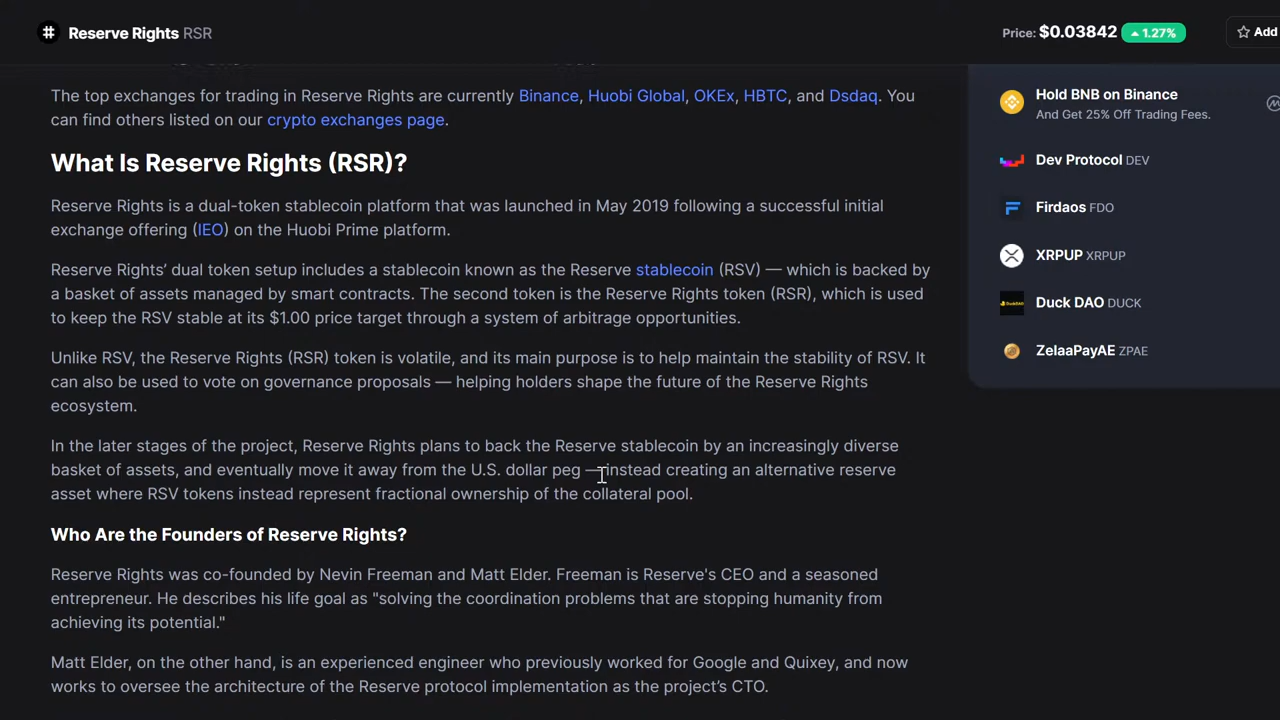 Reserve Rights RSR
Price: $0.03842 1.27%
Add
The top exchanges for trading in Reserve Rights are currently Binance, Huobi Global, OKEx, HBTC, and Dsdaq. You
can find others listed on our crypto exchanges page.
What Is Reserve Rights (RSR)?
Reserve Rights is a dual-token stablecoin platform that was launched in May 2019 following a successful initial
exchange offering (IEO) on the Huobi Prime platform.
Reserve Rights’ dual token setup includes a stablecoin known as the Reserve stablecoin (RSV) — which is backed by
a basket of assets managed by smart contracts. The second token is the Reserve Rights token (RSR), which is used
to keep the RSV stable at its $1.00 price target through a system of arbitrage opportunities.
Unlike RSV, the Reserve Rights (RSR) token is volatile, and its main purpose is to help maintain the stability of RSV. It
can also be used to vote on governance proposals — helping holders shape the future of the Reserve Rights
ecosystem.
In the later stages of the project, Reserve Rights plans to back the Reserve stablecoin by an increasingly diverse
basket of assets, and eventually move it away from the U.S. dollar peg — instead creating an alternative reserve
asset where RSV tokens instead represent fractional ownership of the collateral pool.
Who Are the Founders of Reserve Rights?
Reserve Rights was co-founded by Nevin Freeman and Matt Elder. Freeman is Reserve's CEO and a seasoned
entrepreneur. He describes his life goal as "solving the coordination problems that are stopping humanity from
achieving its potential."
Matt Elder, on the other hand, is an experienced engineer who previously worked for Google and Quixey, and now
works to oversee the architecture of the Reserve protocol implementation as the project’s CTO.
Hold BNB on Binance
And Get 25% Off Trading Fees.
Dev Protocol DEV
Firdaos FDO
XRPUP XRPUP
Duck DAO DUCK
ZelaaPayAE ZPAE